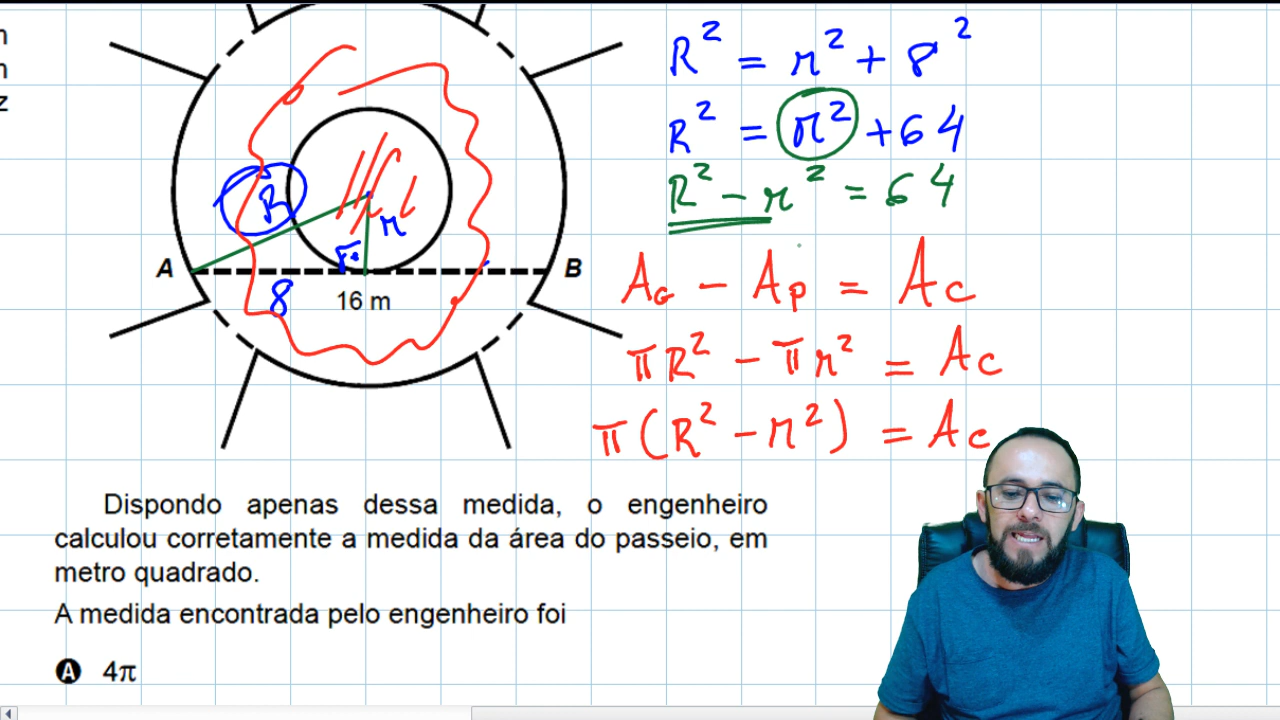 n
n
z
R² = r² + 8²
R² = r² + 64
R² - r² = 64
R
r
A
B
8
16 m
A_G - A_P = A_C
πR² - πr² = A_C
π(R² - r²) = A_C
Dispondo apenas dessa medida, o engenheiro
calculou corretamente a medida da área do passeio, em
metro quadrado.
A medida encontrada pelo engenheiro foi
A 4π